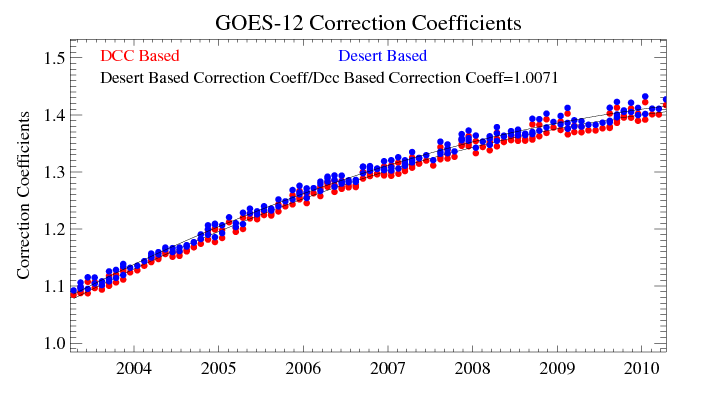 GOES-12 Correction Coefficients
DCC Based Desert Based
Desert Based Correction Coeff/Dcc Based Correction Coeff=1.0071
Correction Coefficients
1.5
1.4
1.3
1.2
1.1
1.0
2004 2005 2006 2007 2008 2009 2010